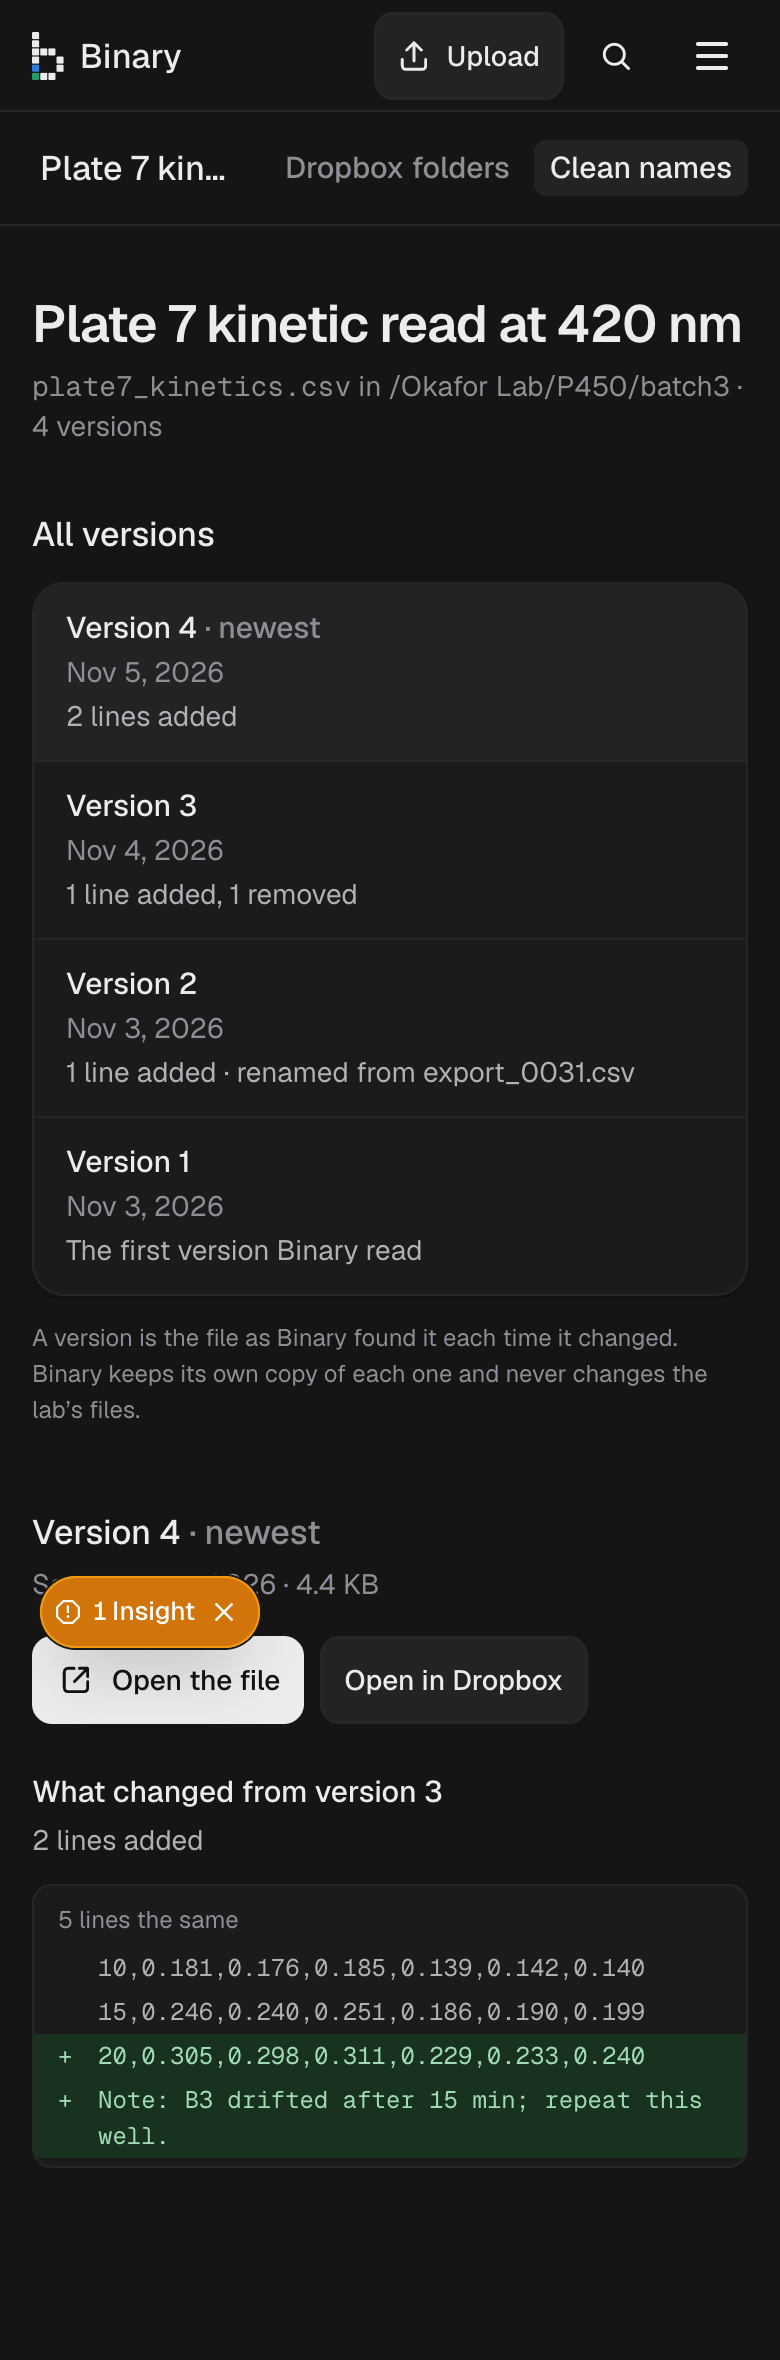 Binary
Upload
Plate 7 kin...
Dropbox folders
Clean names
Plate 7 kinetic read at 420 nm
plate7_kinetics.csv in /Okafor Lab/P450/batch3 ·
4 versions
All versions
Version 4 · newest
Nov 5, 2026
2 lines added
Version 3
Nov 4, 2026
1 line added, 1 removed
Version 2
Nov 3, 2026
1 line added · renamed from export_0031.csv
Version 1
Nov 3, 2026
The first version Binary read
A version is the file as Binary found it each time it changed.
Binary keeps its own copy of each one and never changes the
lab’s files.
Version 4 · newest
26 · 4.4 KB
1 Insight
Open the file
Open in Dropbox
What changed from version 3
2 lines added
5 lines the same
10,0.181,0.176,0.185,0.139,0.142,0.140
15,0.246,0.240,0.251,0.186,0.190,0.199
+ 20,0.305,0.298,0.311,0.229,0.233,0.240
+ Note: B3 drifted after 15 min; repeat this
well.